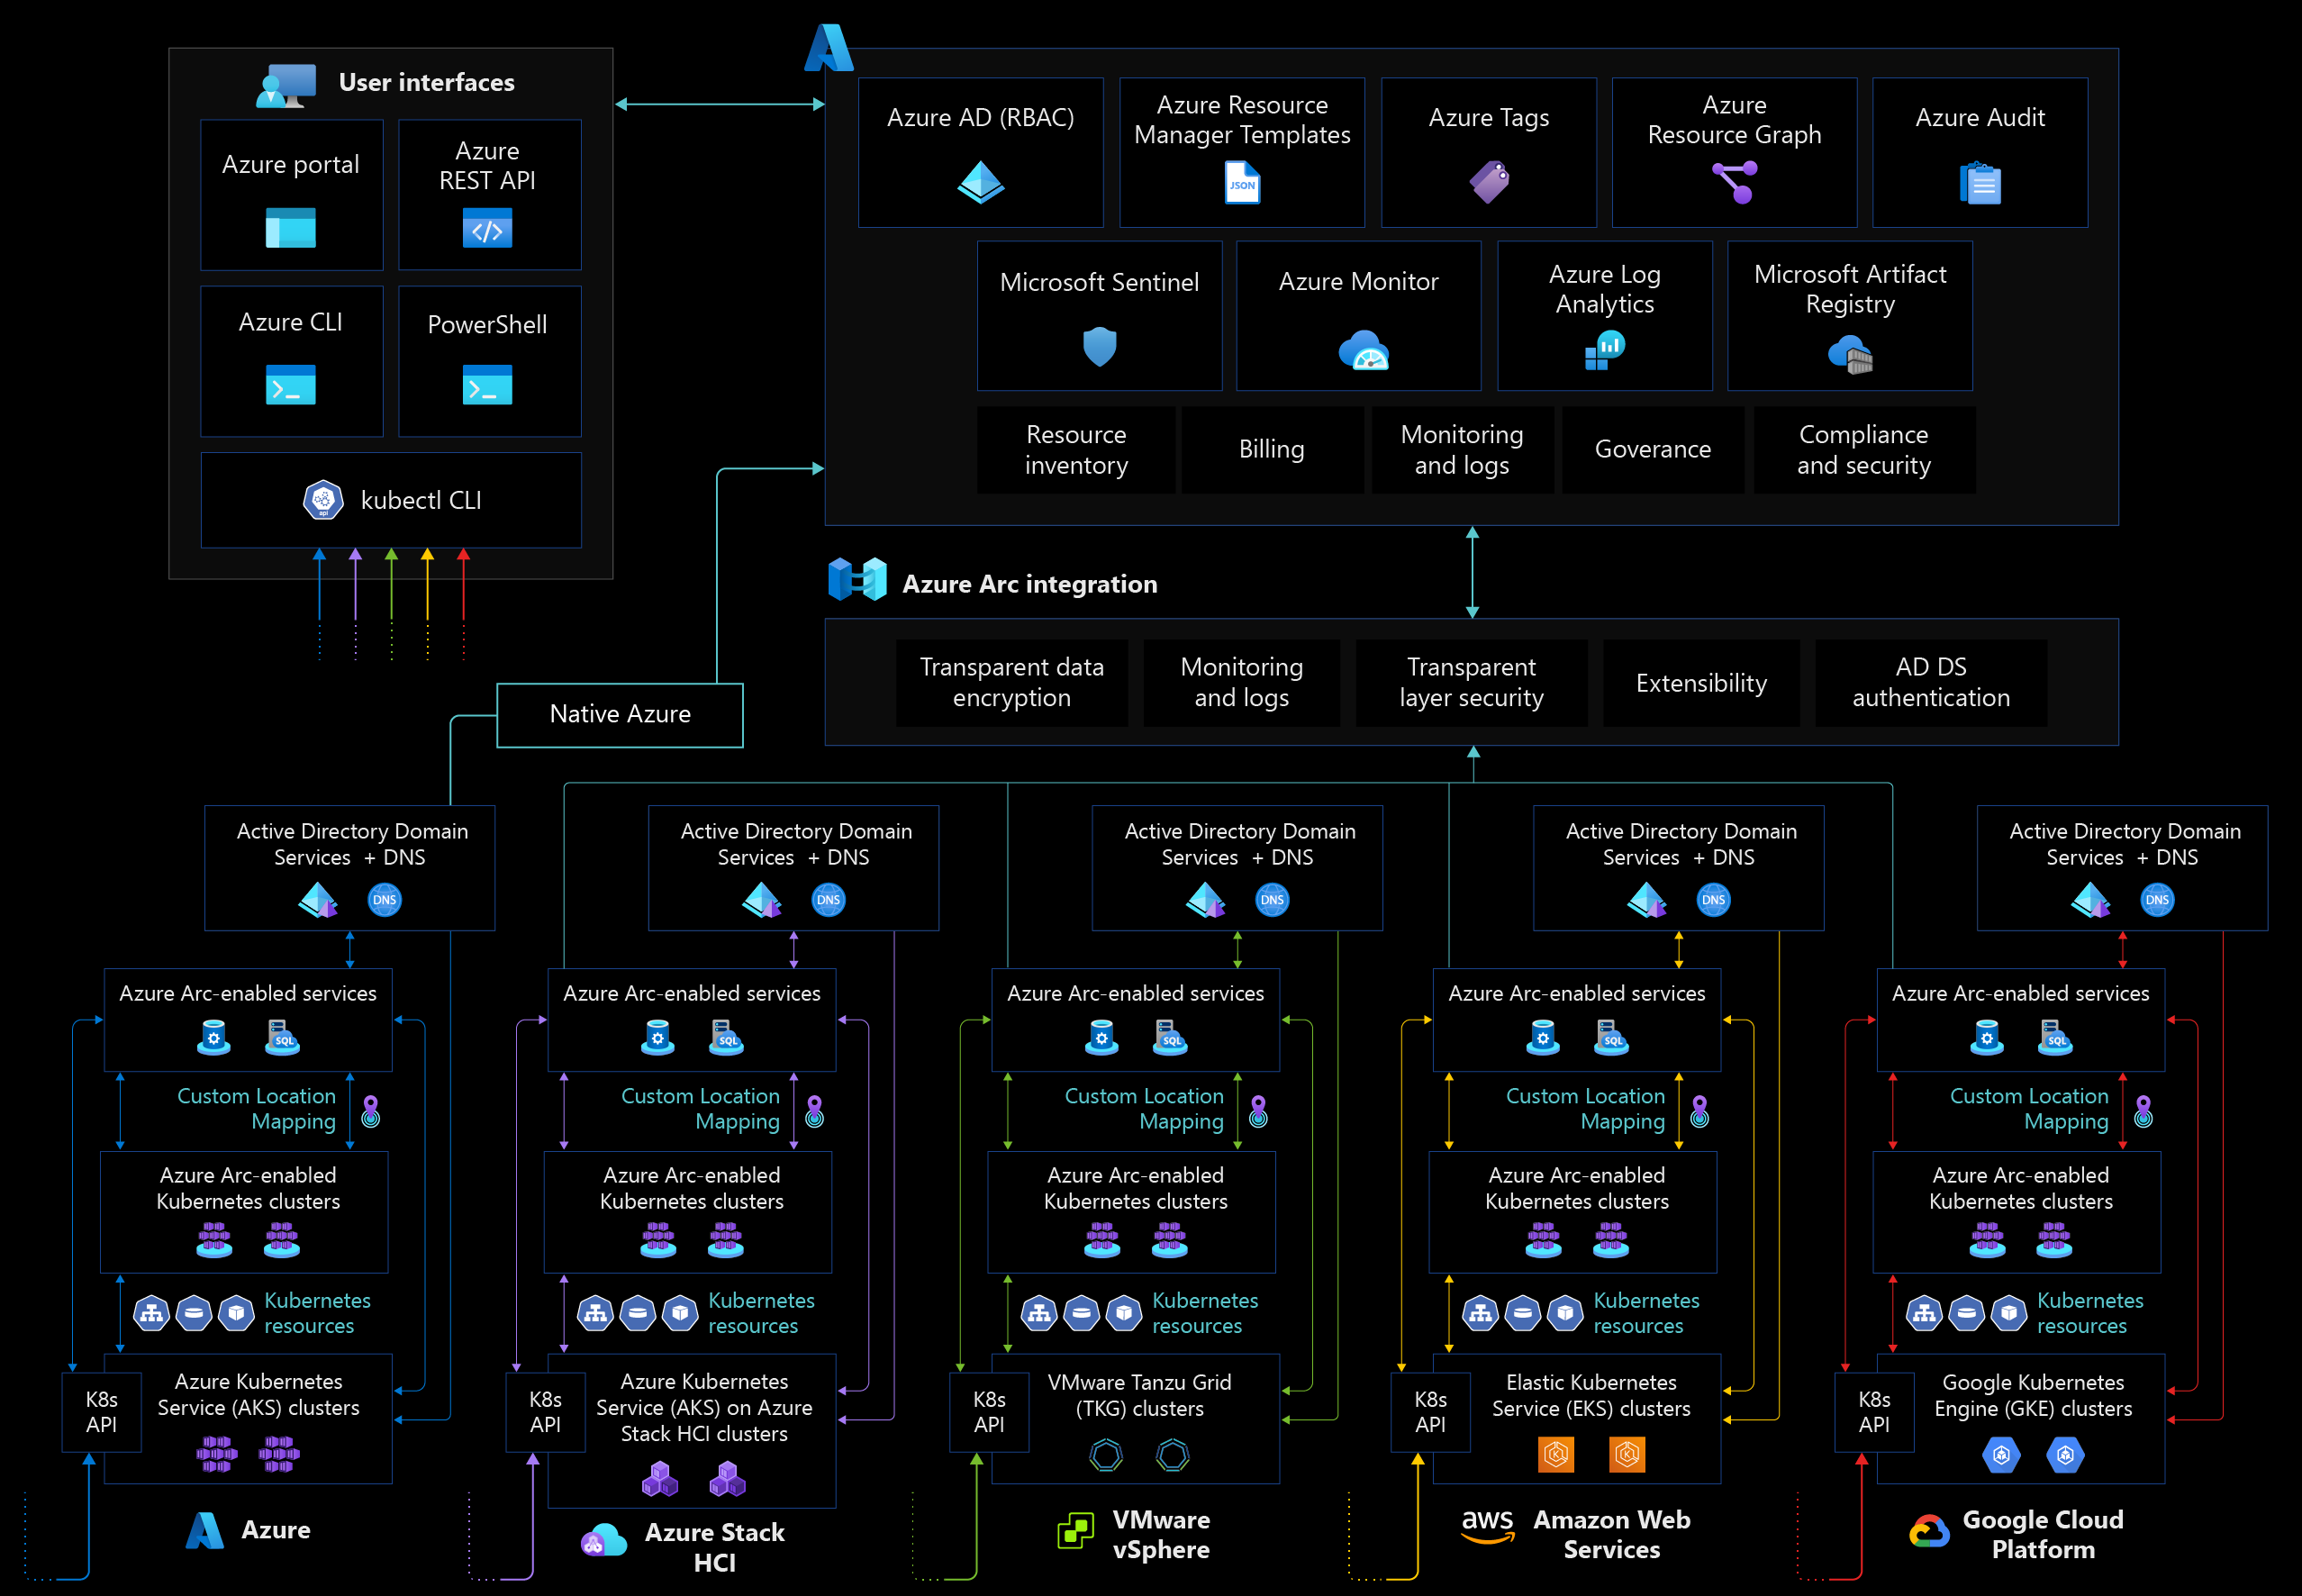 User interfaces
Azure portal
Azure
REST API
Azure CLI
PowerShell
api
kubectl CLI
Azure AD (RBAC)
Azure Resource
Manager Templates
JSON
Azure Tags
Azure
Resource Graph
Azure Audit
Microsoft Sentinel
Azure Monitor
Azure Log
Analytics
Microsoft Artifact
Registry
Resource
inventory
Billing
Monitoring
and logs
Goverance
Compliance
and security
Azure Arc integration
Transparent data
encryption
Monitoring
and logs
Transparent
layer security
Extensibility
AD DS
authentication
Native Azure
Active Directory Domain
Services + DNS
DNS
Azure Arc-enabled services
SQL
Custom Location
Mapping
Azure Arc-enabled
Kubernetes clusters
Kubernetes
resources
K8s
API
Azure Kubernetes
Service (AKS) clusters
Azure
Active Directory Domain
Services + DNS
DNS
Azure Arc-enabled services
SQL
Custom Location
Mapping
Azure Arc-enabled
Kubernetes clusters
Kubernetes
resources
K8s
API
Azure Kubernetes
Service (AKS) on Azure
Stack HCI clusters
Azure Stack
HCI
Active Directory Domain
Services + DNS
DNS
Azure Arc-enabled services
SQL
Custom Location
Mapping
Azure Arc-enabled
Kubernetes clusters
Kubernetes
resources
K8s
API
VMware Tanzu Grid
(TKG) clusters
VMware
vSphere
Active Directory Domain
Services + DNS
DNS
Azure Arc-enabled services
SQL
Custom Location
Mapping
Azure Arc-enabled
Kubernetes clusters
Kubernetes
resources
K8s
API
Elastic Kubernetes
Service (EKS) clusters
K
K
aws
Amazon Web
Services
Active Directory Domain
Services + DNS
DNS
Azure Arc-enabled services
SQL
Custom Location
Mapping
Azure Arc-enabled
Kubernetes clusters
Kubernetes
resources
K8s
API
Google Kubernetes
Engine (GKE) clusters
Google Cloud
Platform